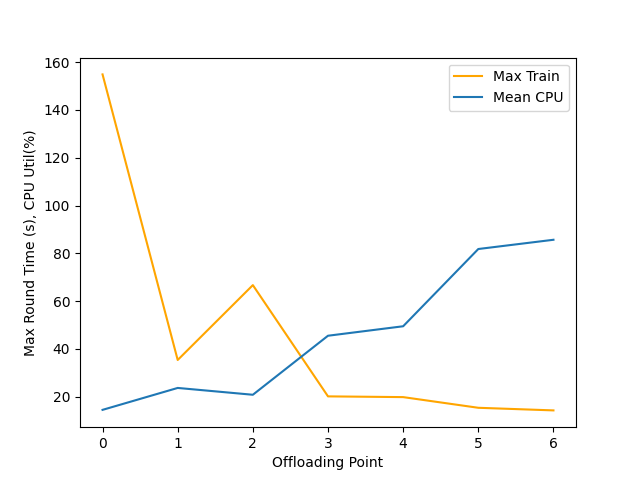 160
140
120
100
80
60
40
20
Max Round Time (s), CPU Util(%)
Max Train
Mean CPU
0 1 2 3 4 5 6
Offloading Point